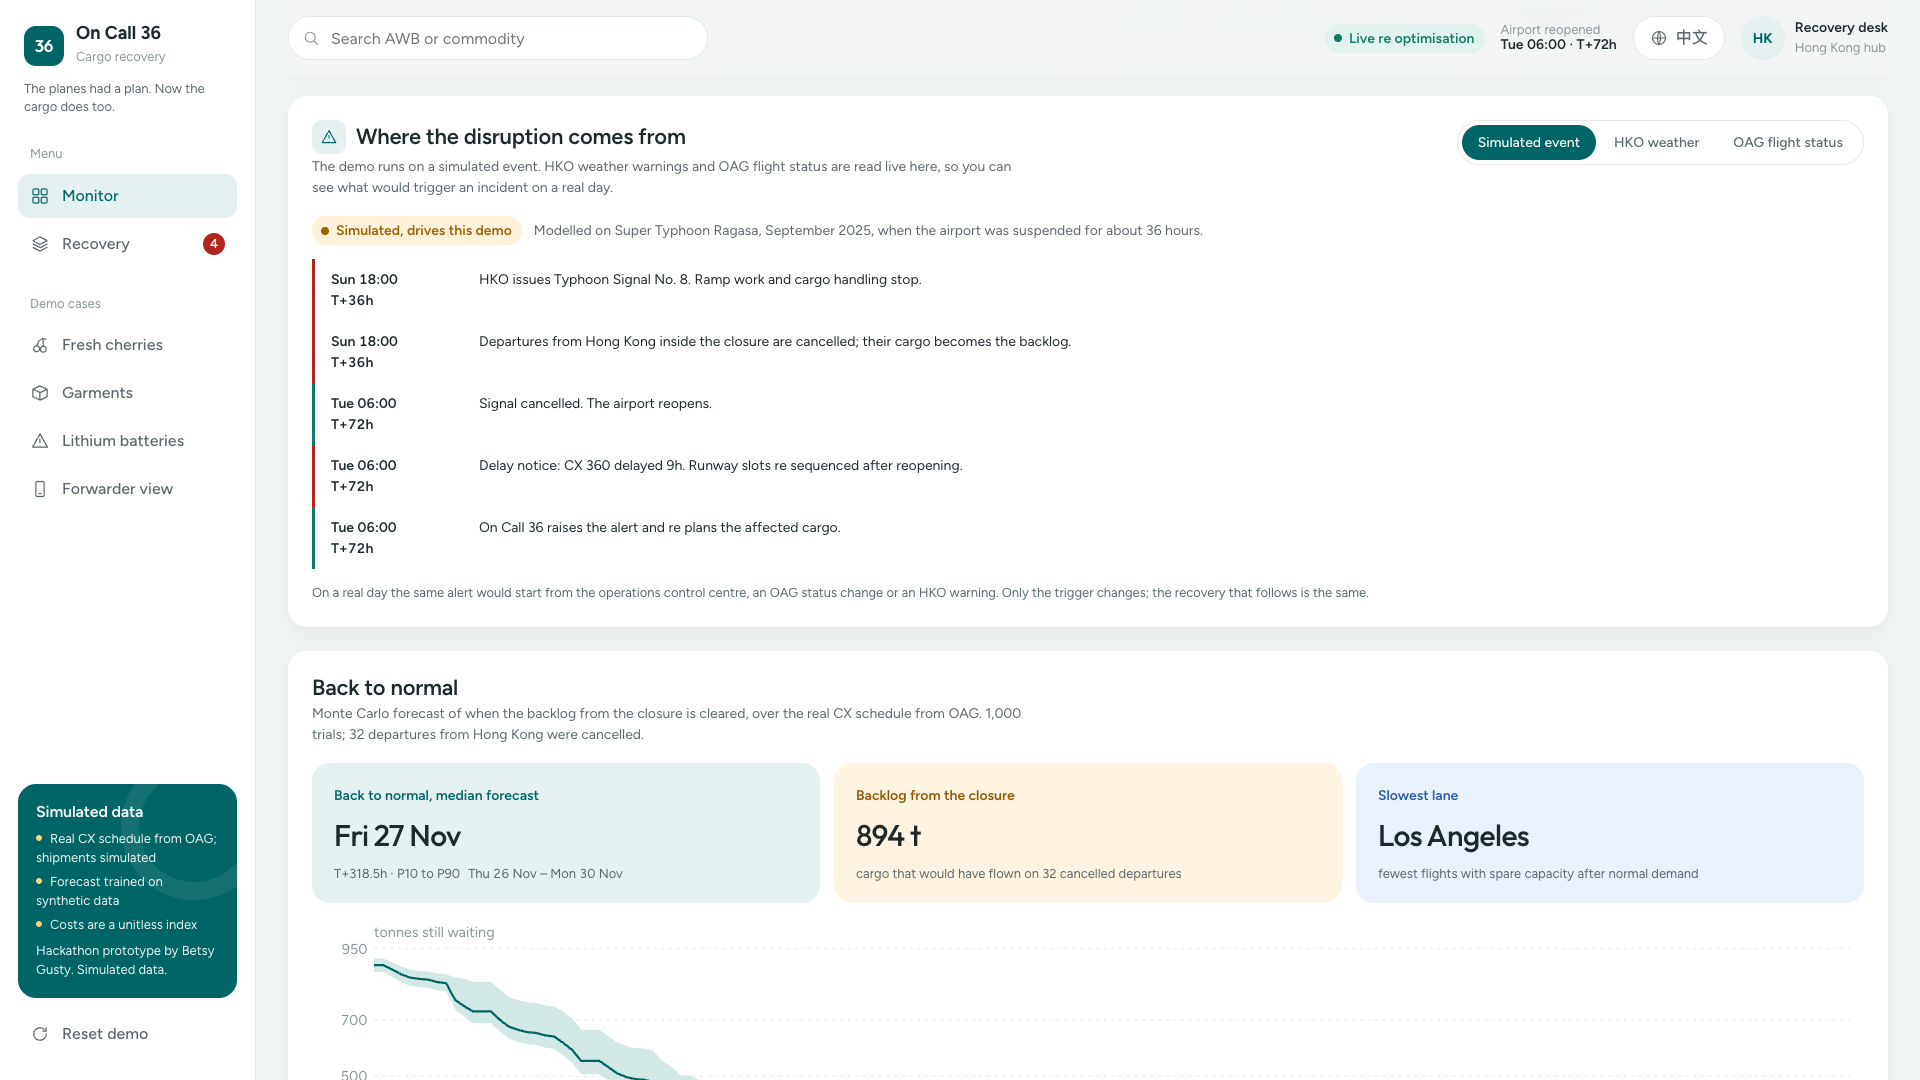 36
On Call 36
Cargo recovery
The planes had a plan. Now the
cargo does too.
Menu
Monitor
Recovery
4
Demo cases
Fresh cherries
Garments
Lithium batteries
Forwarder view
Simulated data
Real CX schedule from OAG;
shipments simulated
Forecast trained on
synthetic data
Costs are a unitless index
Hackathon prototype by Betsy
Gusty. Simulated data.
Reset demo
Search AWB or commodity
Live re optimisation
Airport reopened
Tue 06:00 · T+72h
中文
HK
Recovery desk
Hong Kong hub
Where the disruption comes from
The demo runs on a simulated event. HKO weather warnings and OAG flight status are read live here, so you can
see what would trigger an incident on a real day.
Simulated event
HKO weather
OAG flight status
Simulated, drives this demo
Modelled on Super Typhoon Ragasa, September 2025, when the airport was suspended for about 36 hours.
Sun 18:00
T+36h
HKO issues Typhoon Signal No. 8. Ramp work and cargo handling stop.
Sun 18:00
T+36h
Departures from Hong Kong inside the closure are cancelled; their cargo becomes the backlog.
Tue 06:00
T+72h
Signal cancelled. The airport reopens.
Tue 06:00
T+72h
Delay notice: CX 360 delayed 9h. Runway slots re sequenced after reopening.
Tue 06:00
T+72h
On Call 36 raises the alert and re plans the affected cargo.
On a real day the same alert would start from the operations control centre, an OAG status change or an HKO warning. Only the trigger changes; the recovery that follows is the same.
Back to normal
Monte Carlo forecast of when the backlog from the closure is cleared, over the real CX schedule from OAG. 1,000
trials; 32 departures from Hong Kong were cancelled.
Back to normal, median forecast
Fri 27 Nov
T+318.5h · P10 to P90 Thu 26 Nov – Mon 30 Nov
Backlog from the closure
894 t
cargo that would have flown on 32 cancelled departures
Slowest lane
Los Angeles
fewest flights with spare capacity after normal demand
tonnes still waiting
950
700
500